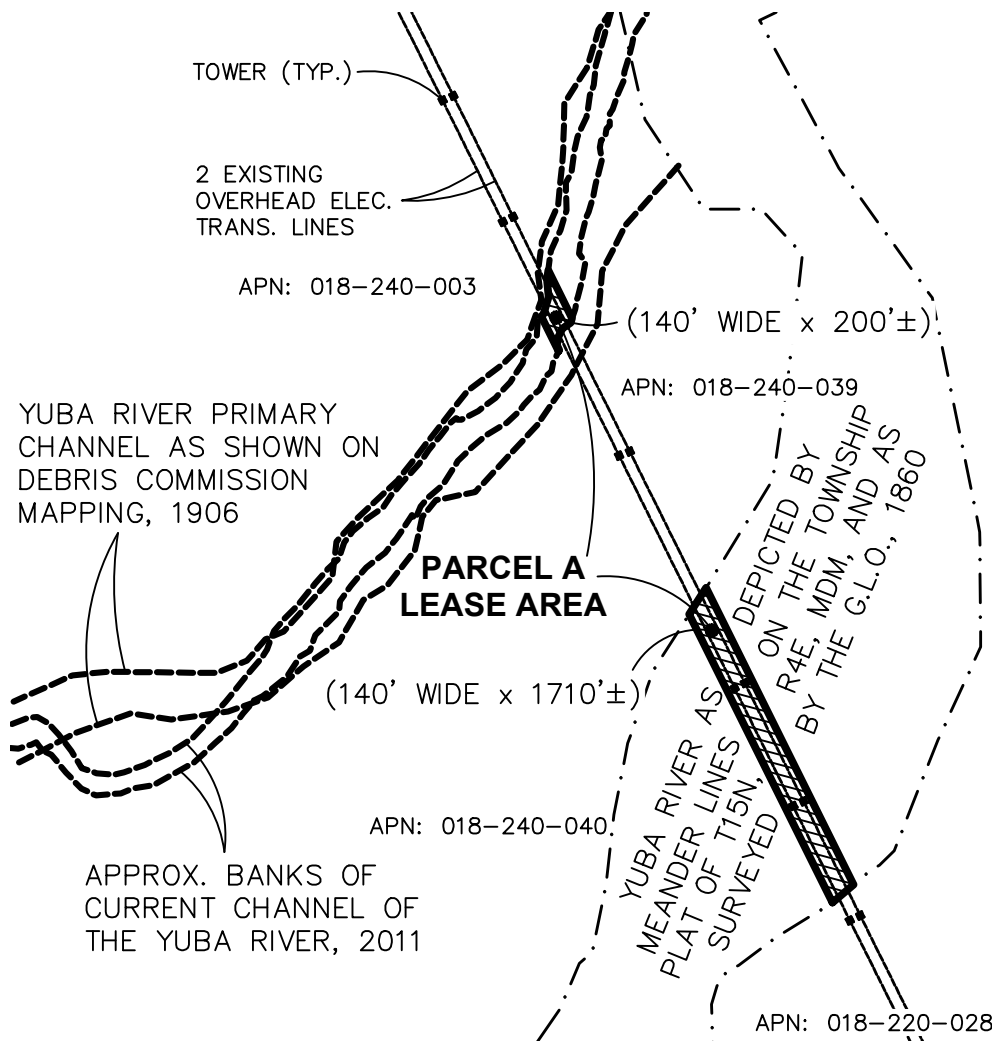 TOWER (TYP.)
2 EXISTING
OVERHEAD ELEC.
TRANS. LINES
APN: 018-240-003
(140' WIDE x 200'±)
APN: 018-240-039
YUBA RIVER PRIMARY
CHANNEL AS SHOWN ON
DEBRIS COMMISSION
MAPPING, 1906
PARCEL A
LEASE AREA
(140' WIDE x 1710'±)
YUBA RIVER AS DEPICTED BY
MEANDER LINES ON THE TOWNSHIP
PLAT OF T15N, R4E, MDM, AND AS
SURVEYED BY THE G.L.O., 1860
APN: 018-240-040
APPROX. BANKS OF
CURRENT CHANNEL OF
THE YUBA RIVER, 2011
APN: 018-220-028